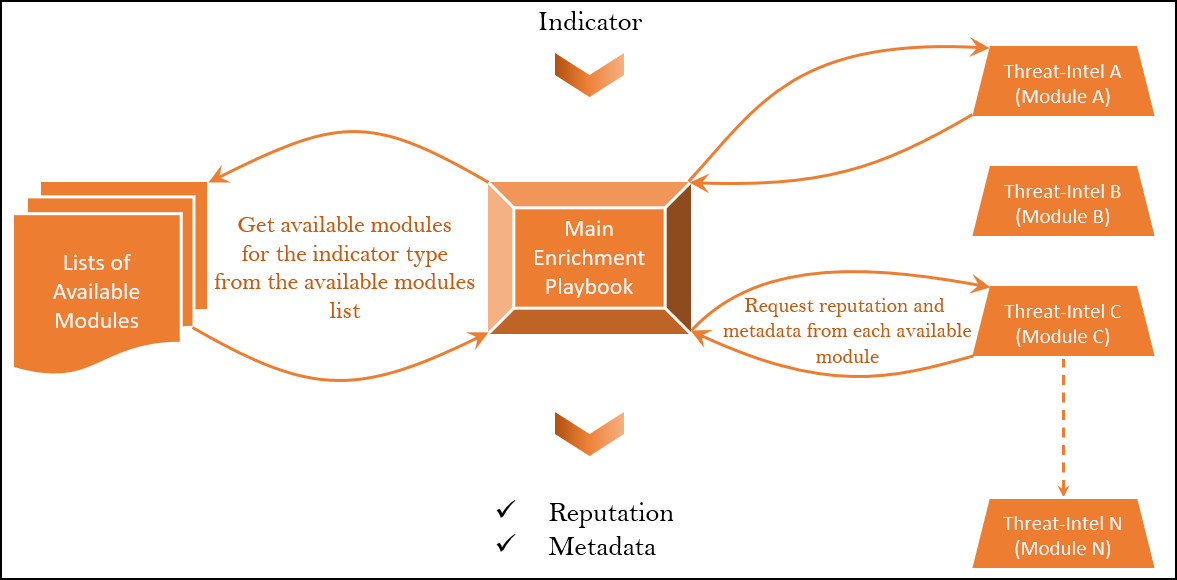 Indicator
Threat-Intel A
(Module A)
Threat-Intel B
(Module B)
Get available modules
for the indicator type
from the available modules
list
Main
Enrichment
Playbook
Lists of
Available
Modules
Request reputation and
metadata from each available
module
Threat-Intel C
(Module C)
✓ Reputation
✓ Metadata
Threat-Intel N
(Module N)